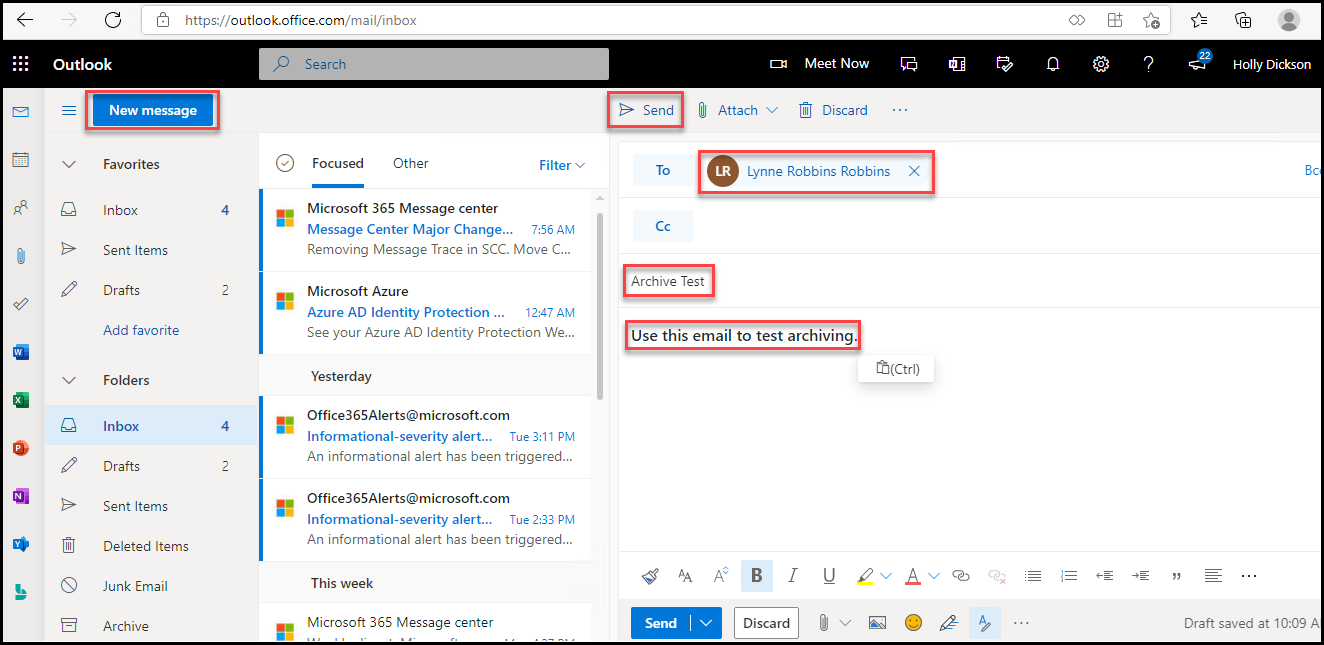 https://outlook.office.com/mail/inbox
Outlook
Search
Meet Now
22
Holly Dickson
New message
Send
Attach
Discard
Favorites
Inbox 4
Sent Items
Drafts 2
Add favorite
Folders
Inbox 4
Drafts 2
Sent Items
Deleted Items
Junk Email
Archive
Focused
Other
Filter
Microsoft 365 Message center
Message Center Major Change... 7:56 AM
Removing Message Trace in SCC. Move C...
Microsoft Azure
Azure AD Identity Protection ... 12:47 AM
See your Azure AD Identity Protection We...
Yesterday
Office365Alerts@microsoft.com
Informational-severity alert... Tue 3:11 PM
An informational alert has been triggered...
Office365Alerts@microsoft.com
Informational-severity alert... Tue 2:33 PM
An informational alert has been triggered...
This week
Microsoft 365 Message center
To
LR Lynne Robbins Robbins
Cc
Archive Test
Use this email to test archiving.
(Ctrl)
B I U
Send
Discard
Draft saved at 10:09